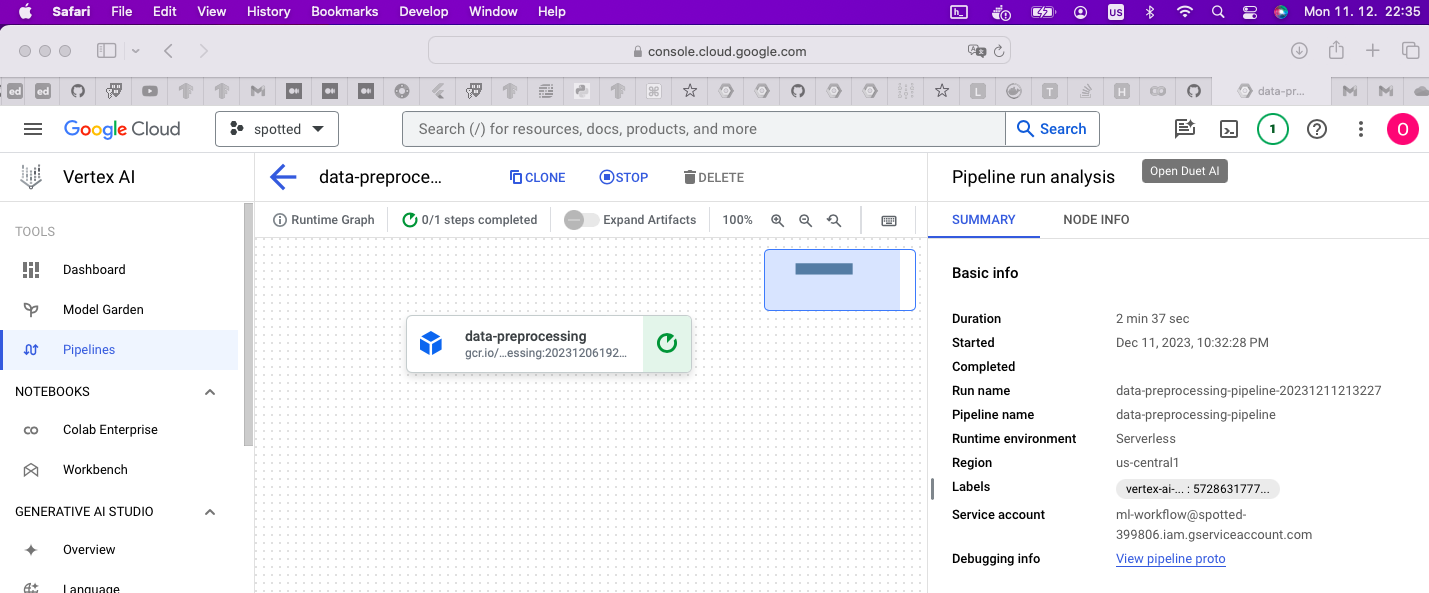 Safari File Edit View History Bookmarks Develop Window Help US Mon 11. 12. 22:35
console.cloud.google.com
ed ed L T H data-pr...
Google Cloud spotted Search (/) for resources, docs, products, and more Search 1 O
Vertex AI data-preproce... CLONE STOP DELETE Pipeline run analysis Open Duet AI
Runtime Graph 0/1 steps completed Expand Artifacts 100% SUMMARY NODE INFO
TOOLS
Dashboard
Model Garden
Pipelines
NOTEBOOKS
Colab Enterprise
Workbench
GENERATIVE AI STUDIO
Overview
Language
data-preprocessing
gcr.io/...essing:20231206192...
Basic info
Duration 2 min 37 sec
Started Dec 11, 2023, 10:32:28 PM
Completed
Run name data-preprocessing-pipeline-20231211213227
Pipeline name data-preprocessing-pipeline
Runtime environment Serverless
Region us-central1
Labels vertex-ai-... : 5728631777...
Service account ml-workflow@spotted-
399806.iam.gserviceaccount.com
Debugging info View pipeline proto